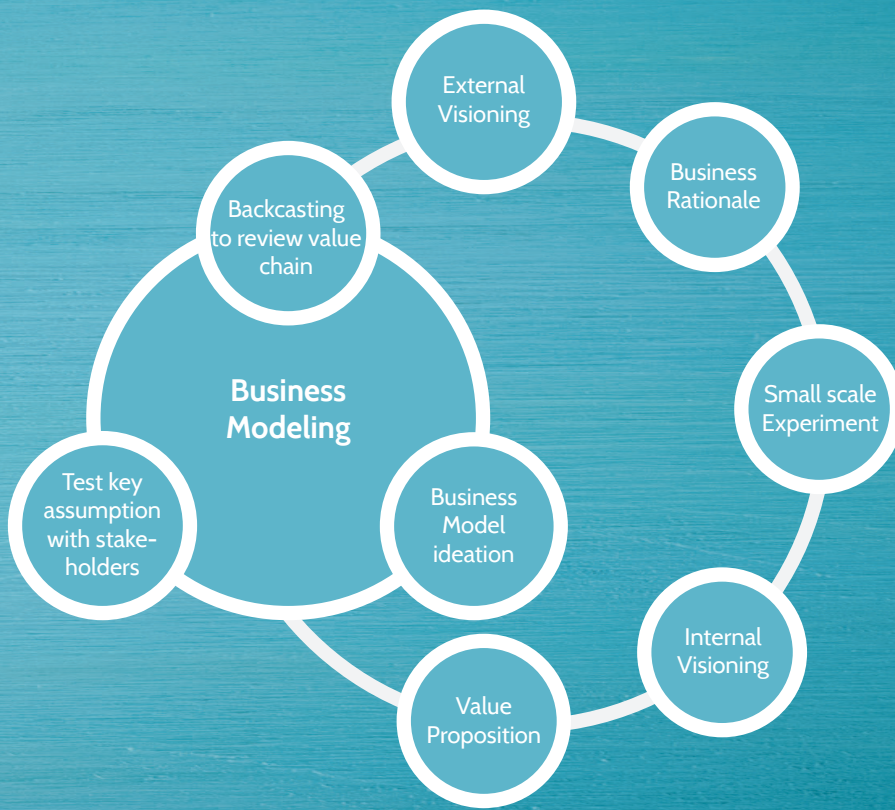 External
Visioning
Business
Rationale
Backcasting
to review value
chain
Business
Modeling
Small scale
Experiment
Test key
assumption
with stake-
holders
Business
Model
ideation
Internal
Visioning
Value
Proposition